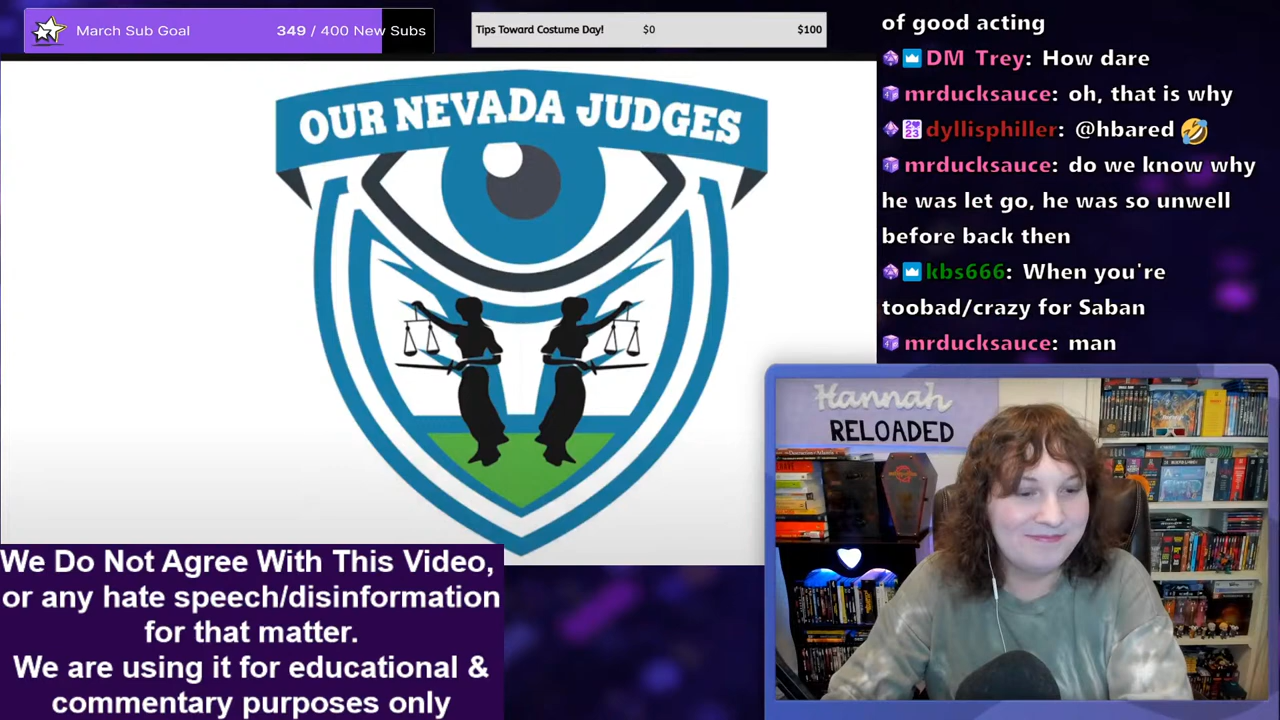 March Sub Goal
349 / 400 New Subs
Tips Toward Costume Day!
$0
$100
OUR NEVADA JUDGES
of good acting
DM Trey: How dare
mrducksauce: oh, that is why
dyllisphiller: @hbared 🤣
mrducksauce: do we know why
he was let go, he was so unwell
before back then
kbs666: When you're
toobad/crazy for Saban
mrducksauce: man
Hannah
RELOADED
We Do Not Agree With This Video,
or any hate speech/disinformation
for that matter.
We are using it for educational &
commentary purposes only